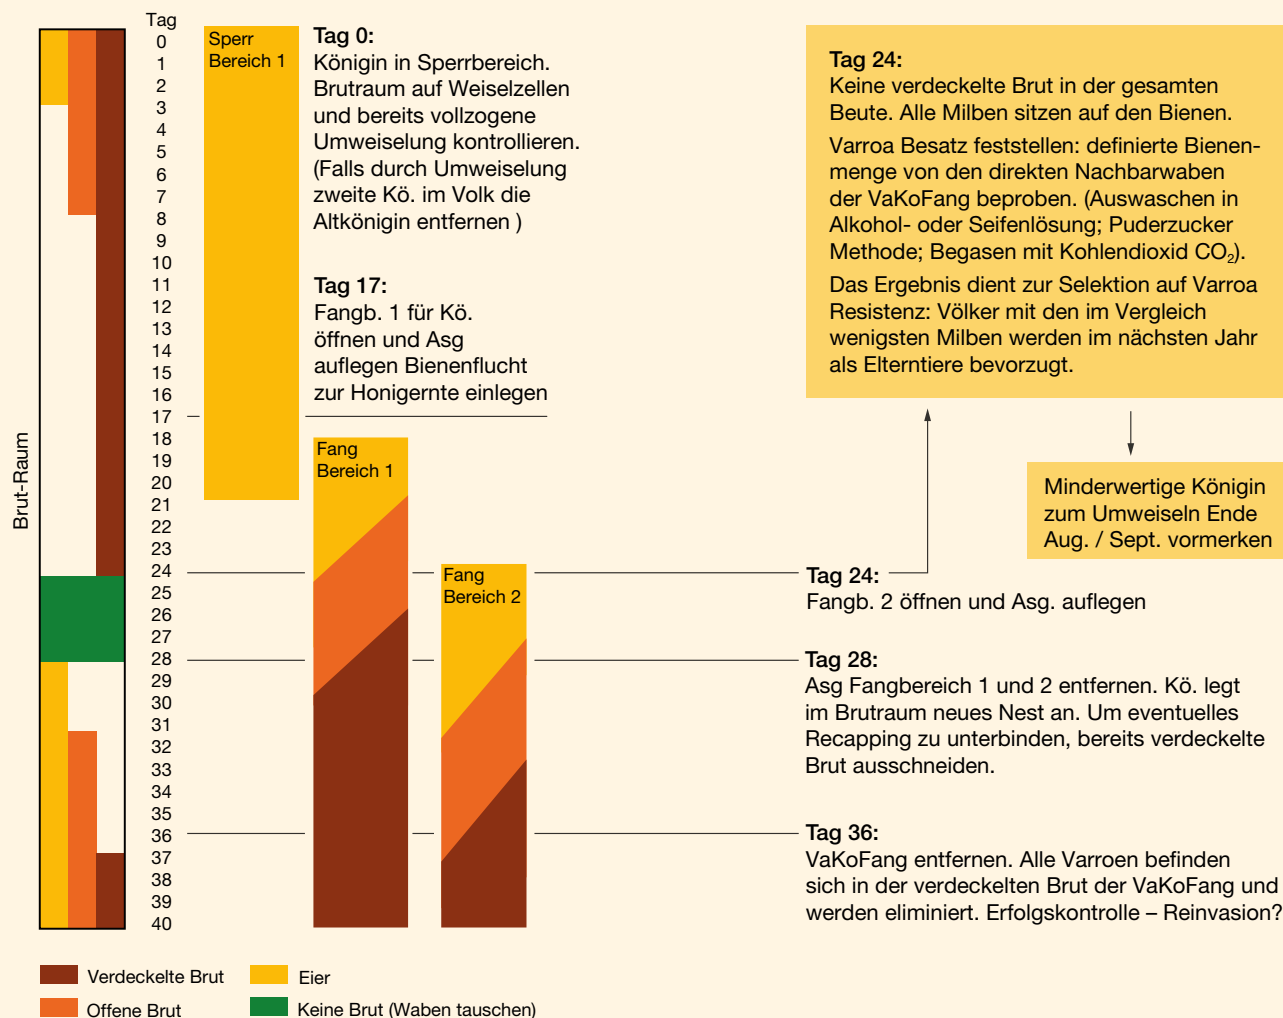 Brut-Raum
Tag
0
1
2
3
4
5
6
7
8
9
10
11
12
13
14
15
16
17
18
19
20
21
22
23
24
25
26
27
28
29
30
31
32
33
34
35
36
37
38
39
40
Sperr
Bereich 1
Tag 0:
Königin in Sperrbereich.
Brutraum auf Weiselzellen
und bereits vollzogene
Umweiselung kontrollieren.
(Falls durch Umweiselung
zweite Kö. im Volk die
Altkönigin entfernen )
Tag 17:
Fangb. 1 für Kö.
öffnen und Asg
auflegen Bienenflucht
zur Honigernte einlegen
Fang
Bereich 1
Fang
Bereich 2
Tag 24:
Keine verdeckelte Brut in der gesamten
Beute. Alle Milben sitzen auf den Bienen.
Varroa Besatz feststellen: definierte Bienen-
menge von den direkten Nachbarwaben
der VaKoFang beproben. (Auswaschen in
Alkohol- oder Seifenlösung; Puderzucker
Methode; Begasen mit Kohlendioxid CO₂).
Das Ergebnis dient zur Selektion auf Varroa
Resistenz: Völker mit den im Vergleich
wenigsten Milben werden im nächsten Jahr
als Elterntiere bevorzugt.
Minderwertige Königin
zum Umweiseln Ende
Aug. / Sept. vormerken
Tag 24:
Fangb. 2 öffnen und Asg. auflegen
Tag 28:
Asg Fangbereich 1 und 2 entfernen. Kö. legt
im Brutraum neues Nest an. Um eventuelles
Recapping zu unterbinden, bereits verdeckelte
Brut ausschneiden.
Tag 36:
VaKoFang entfernen. Alle Varroen befinden
sich in der verdeckelten Brut der VaKoFang und
werden eliminiert. Erfolgskontrolle – Reinvasion?
Verdeckelte Brut
Eier
Offene Brut
Keine Brut (Waben tauschen)